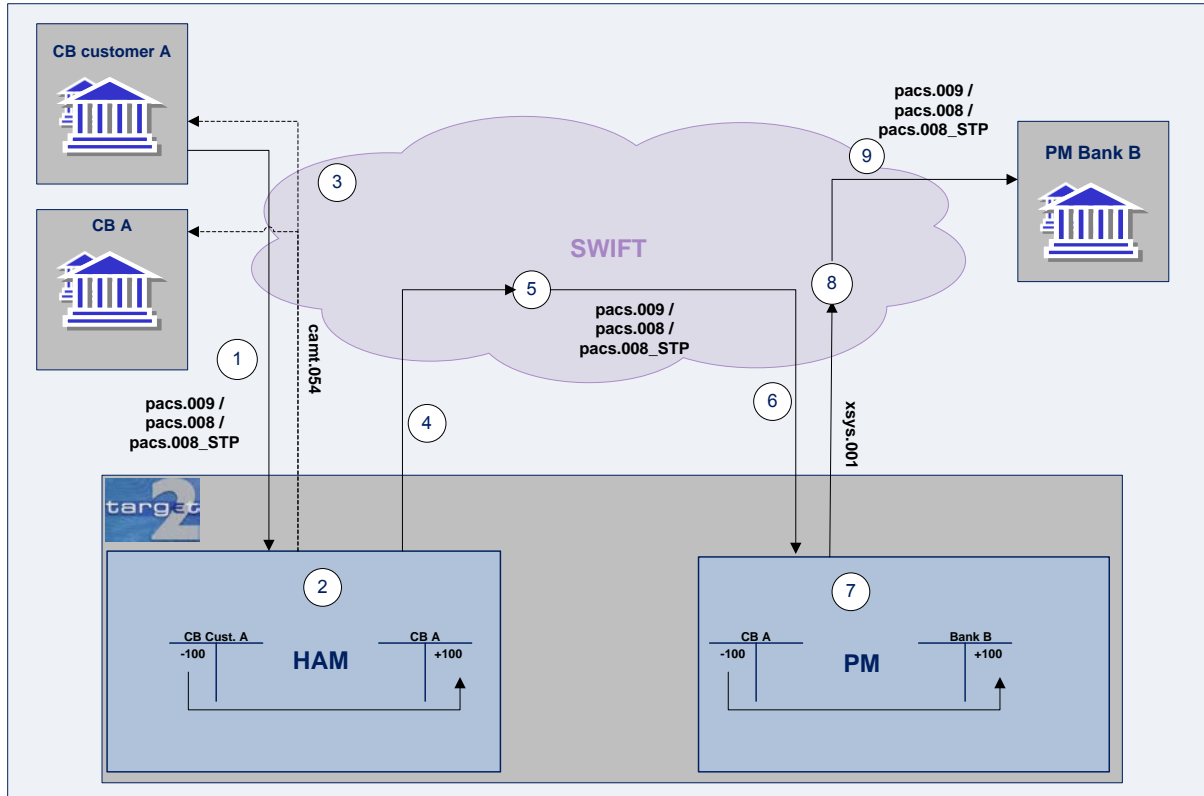 CB customer A
CB A
3
SWIFT
5
pacs.009 /
pacs.008 /
pacs.008_STP
pacs.009 /
pacs.008 /
pacs.008_STP
9
PM Bank B
8
1
pacs.009 /
pacs.008 /
pacs.008_STP
camt.054
4
6
xsys.001
target
2
2
CB Cust. A
-100
HAM
CB A
+100
7
CB A
-100
PM
Bank B
+100